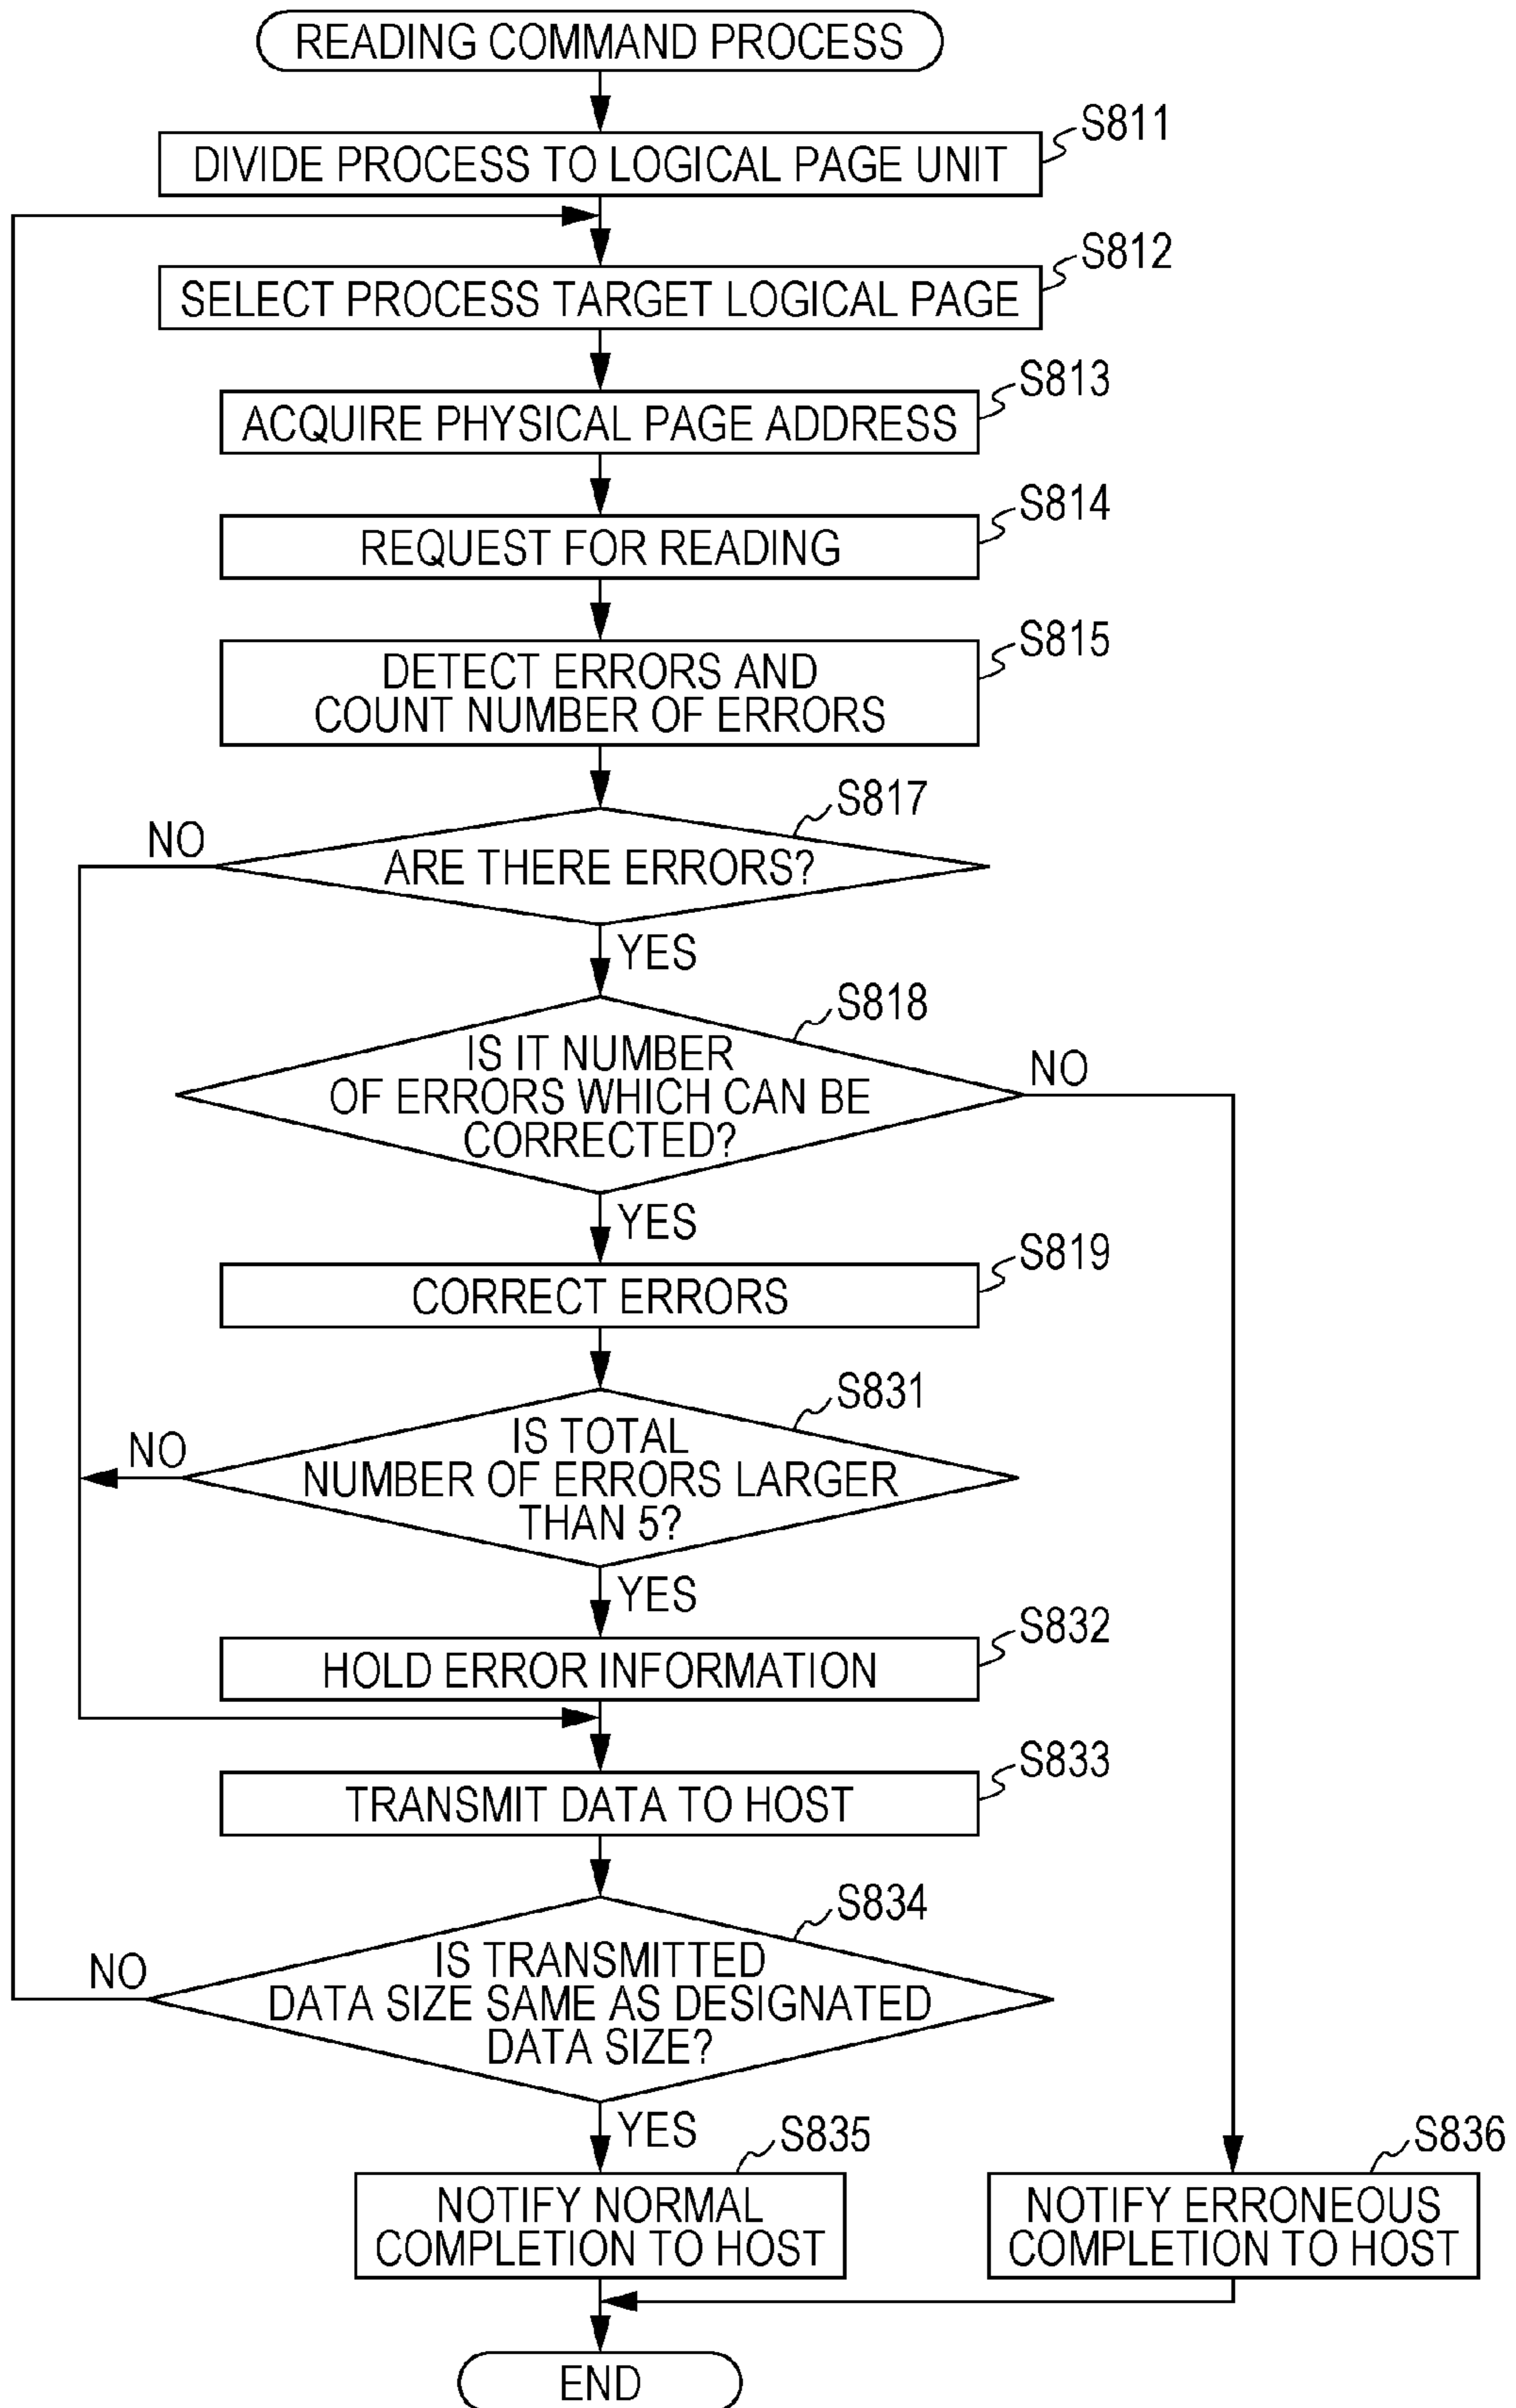 READING COMMAND PROCESS
S811
DIVIDE PROCESS TO LOGICAL PAGE UNIT
S812
SELECT PROCESS TARGET LOGICAL PAGE
S813
ACQUIRE PHYSICAL PAGE ADDRESS
S814
REQUEST FOR READING
S815
DETECT ERRORS AND
COUNT NUMBER OF ERRORS
S817
NO
ARE THERE ERRORS?
YES
S818
IS IT NUMBER
OF ERRORS WHICH CAN BE
CORRECTED?
NO
YES
S819
CORRECT ERRORS
S831
IS TOTAL
NUMBER OF ERRORS LARGER
THAN 5?
NO
YES
S832
HOLD ERROR INFORMATION
S833
TRANSMIT DATA TO HOST
S834
IS TRANSMITTED
DATA SIZE SAME AS DESIGNATED
DATA SIZE?
NO
YES
S835
NOTIFY NORMAL
COMPLETION TO HOST
S836
NOTIFY ERRONEOUS
COMPLETION TO HOST
END